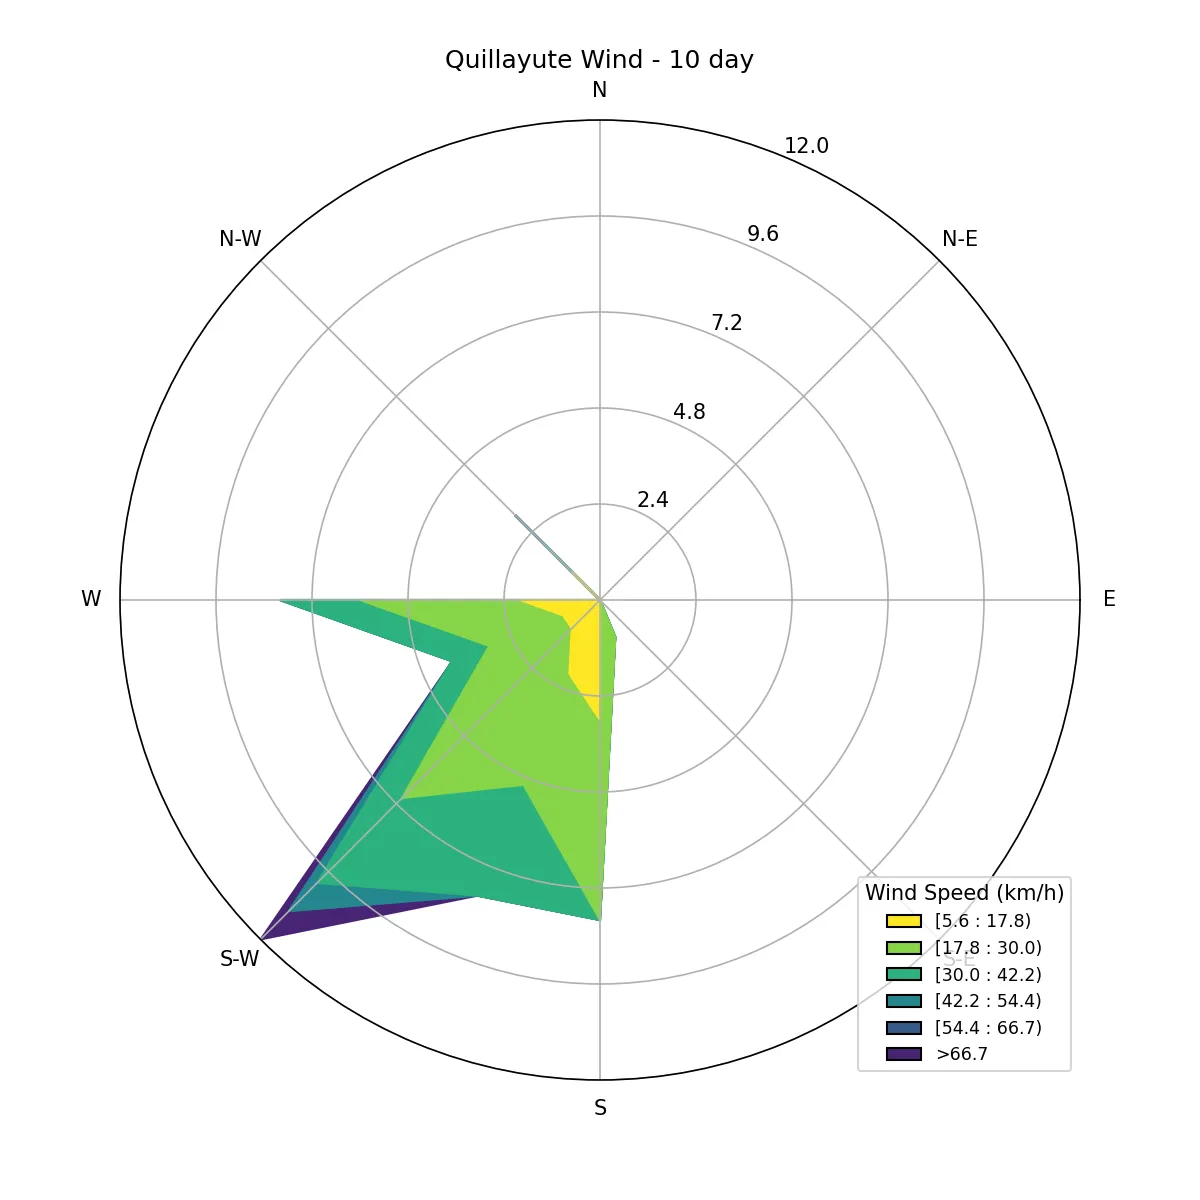 Quillayute Wind - 10 day
N
12.0
N-W
9.6
N-E
7.2
4.8
2.4
W
E
S-W
S-E
S
Wind Speed (km/h)
[5.6 : 17.8)
[17.8 : 30.0)
[30.0 : 42.2)
[42.2 : 54.4)
[54.4 : 66.7)
>66.7